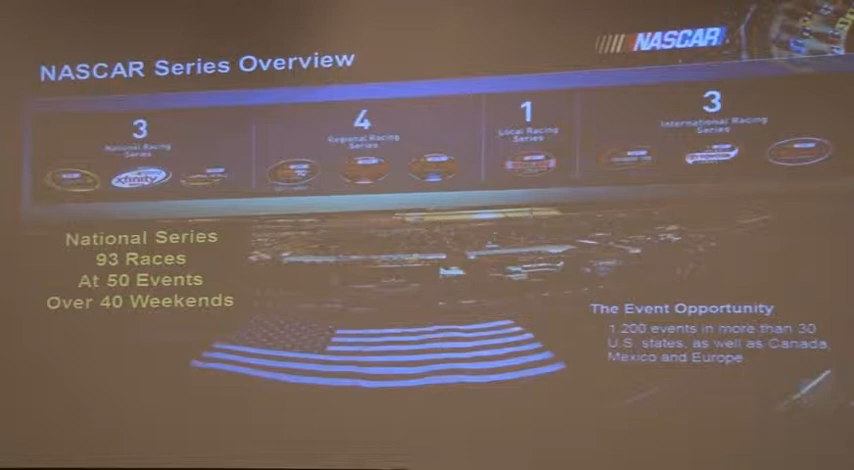 NASCAR
NASCAR Series Overview
3
National Racing
Series
4
Regional Racing
Series
1
Local Racing
Series
3
International Racing
Series
xfinity
National Series
93 Races
At 50 Events
Over 40 Weekends
The Event Opportunity
1,200 events in more than 30
U.S. states, as well as Canada,
Mexico and Europe.